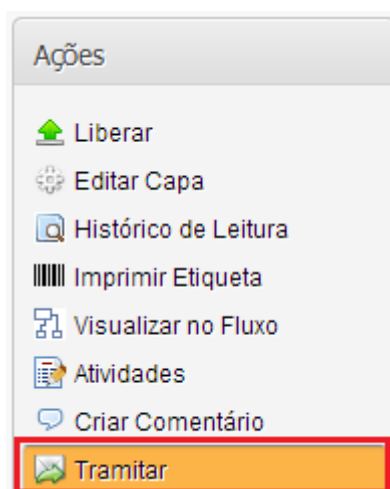 Ações
Liberar
Editar Capa
Histórico de Leitura
Imprimir Etiqueta
Visualizar no Fluxo
Atividades
Criar Comentário
Tramitar